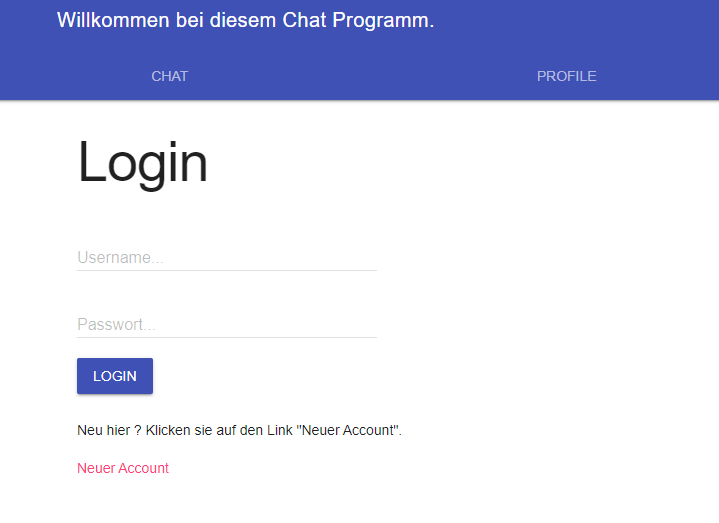 Willkommen bei diesem Chat Programm.
CHAT PROFILE
Login
Username...
Passwort...
LOGIN
Neu hier ? Klicken sie auf den Link "Neuer Account".
Neuer Account